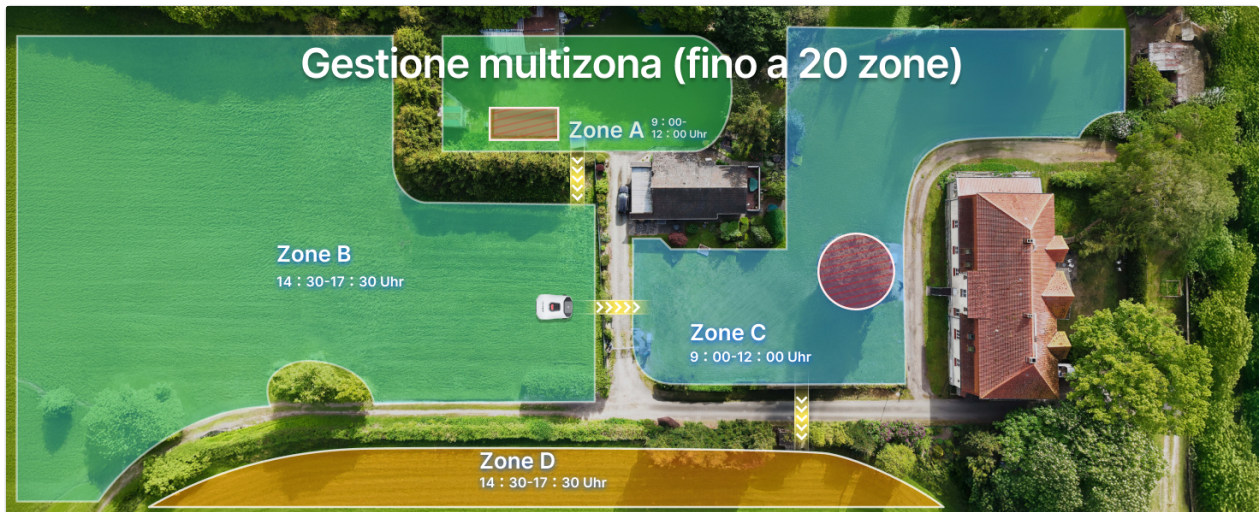 Gestione multizona (fino a 20 zone)
Zone A
9：00-
12：00 Uhr
Zone B
14：30-17：30 Uhr
Zone C
9：00-12：00 Uhr
Zone D
14：30-17：30 Uhr